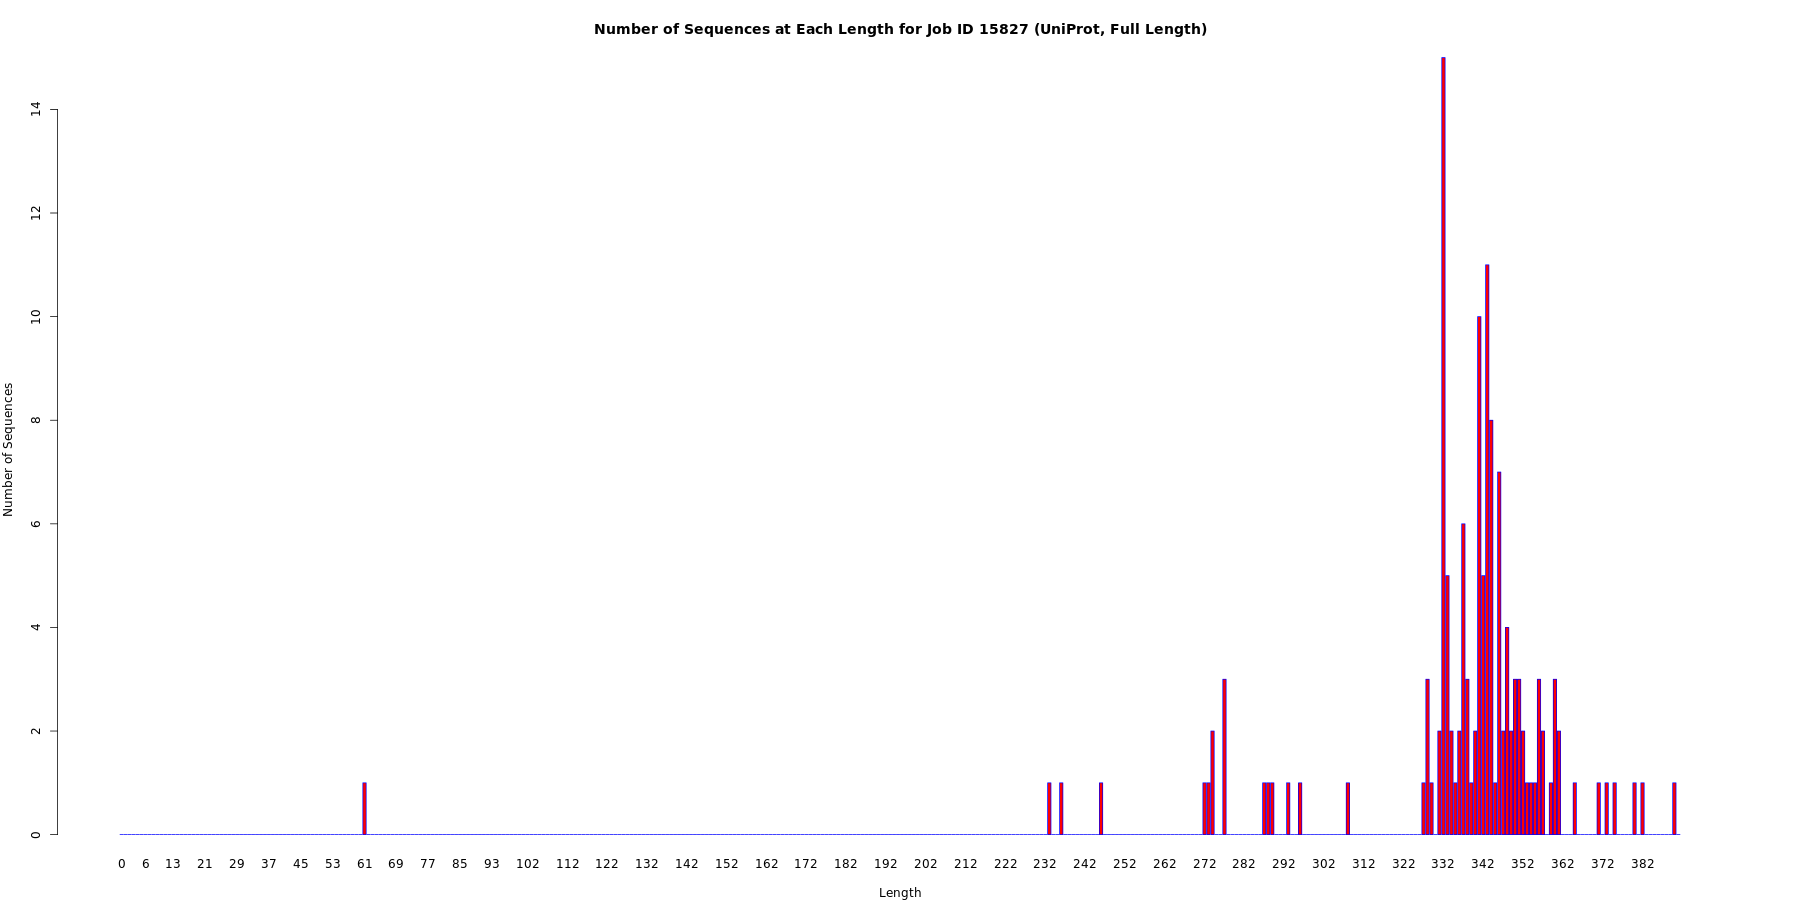 Number of Sequences at Each Length for Job ID 15827 (UniProt, Full Length)
14
12
10
8
6
4
2
0
Number of Sequences
0 6 13 21 29 37 45 53 61 69 77 85 93 102 112 122 132 142 152 162 172 182 192 202 212 222 232 242 252 262 272 282 292 302 312 322 332 342 352 362 372 382
Length